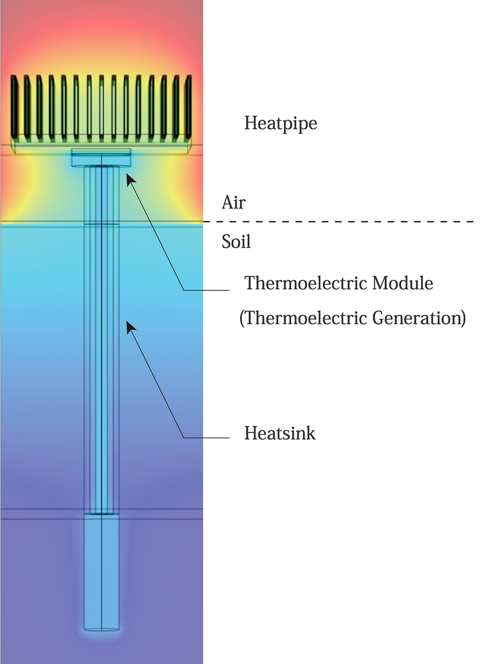 Heatpipe
Air
Soil
Thermoelectric Module
(Thermoelectric Generation)
Heatsink